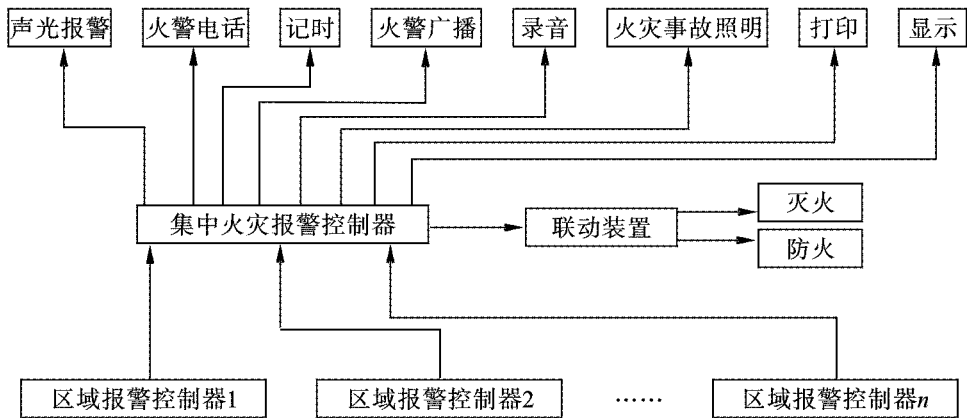 声光报警
火警电话
记时
火警广播
录音
火灾事故照明
打印
显示
集中火灾报警控制器
联动装置
灭火
防火
区域报警控制器1
区域报警控制器2
……
区域报警控制器n